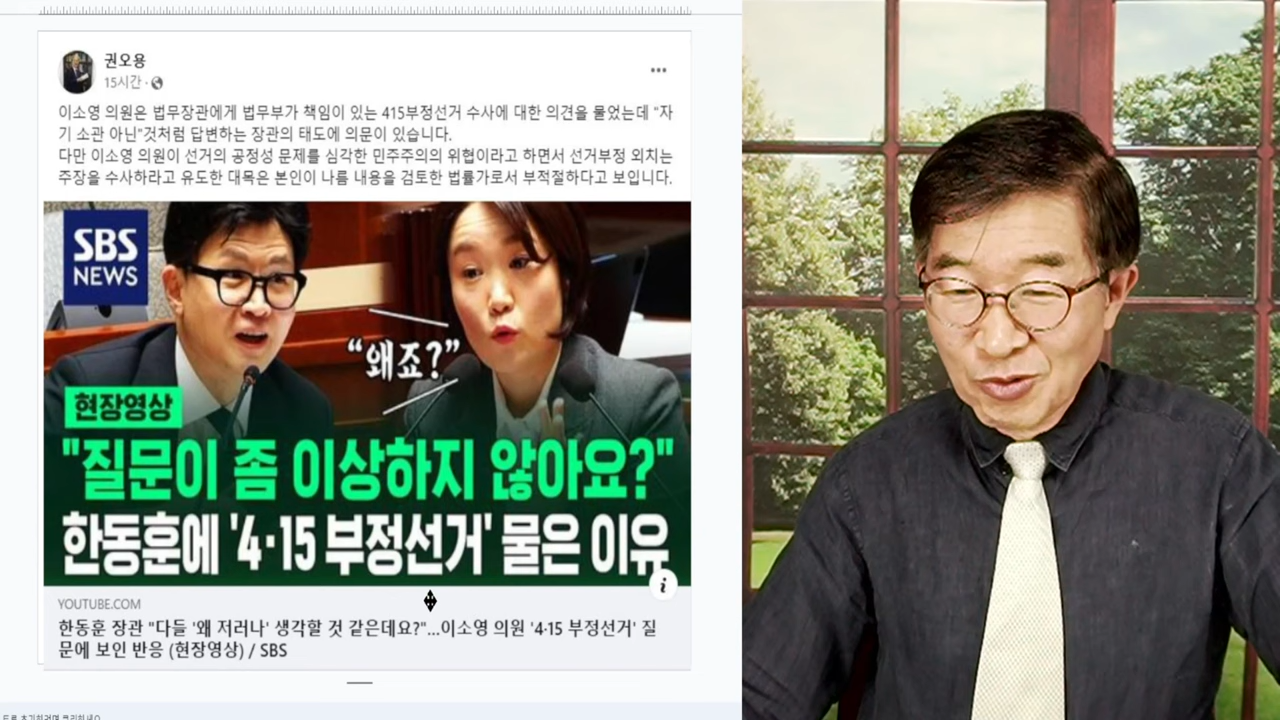 권오용
15시간 ·
이소영 의원은 법무장관에게 법무부가 책임이 있는 415부정선거 수사에 대한 의견을 물었는데 "자
기 소관 아닌"것처럼 답변하는 장관의 태도에 의문이 있습니다.
다만 이소영 의원이 선거의 공정성 문제를 심각한 민주주의의 위협이라고 하면서 선거부정 외치는
주장을 수사하라고 유도한 대목은 본인이 나름 내용을 검토한 법률가로서 부적절하다고 보입니다.
SBS
NEWS
“왜죠?”
현장영상
"질문이 좀 이상하지 않아요?"
한동훈에 '4·15 부정선거' 물은 이유
YOUTUBE.COM
한동훈 장관 "다들 '왜 저러나' 생각할 것 같은데요?"...이소영 의원 '4·15 부정선거' 질
문에 보인 반응 (현장영상) / SBS